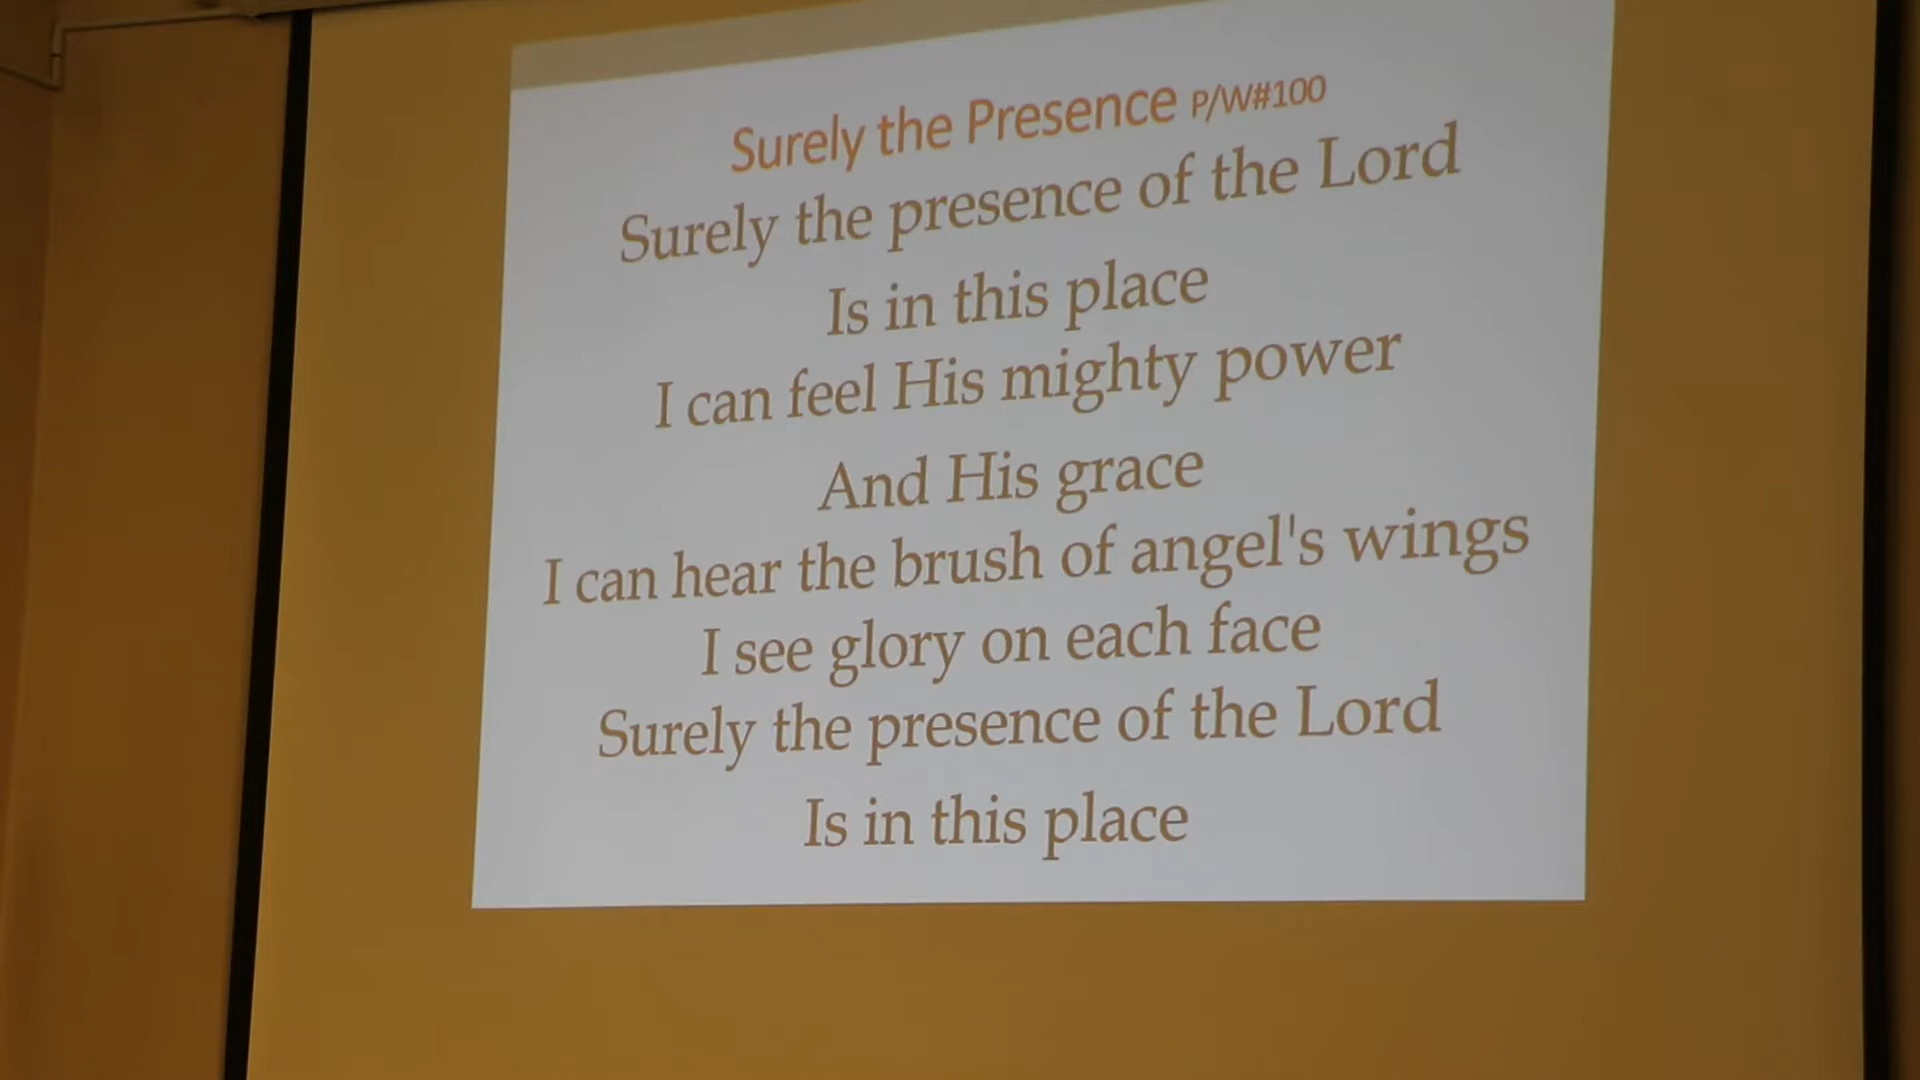 Surely the Presence P/W#100
Surely the presence of the Lord
Is in this place
I can feel His mighty power
And His grace
I can hear the brush of angel's wings
I see glory on each face
Surely the presence of the Lord
Is in this place